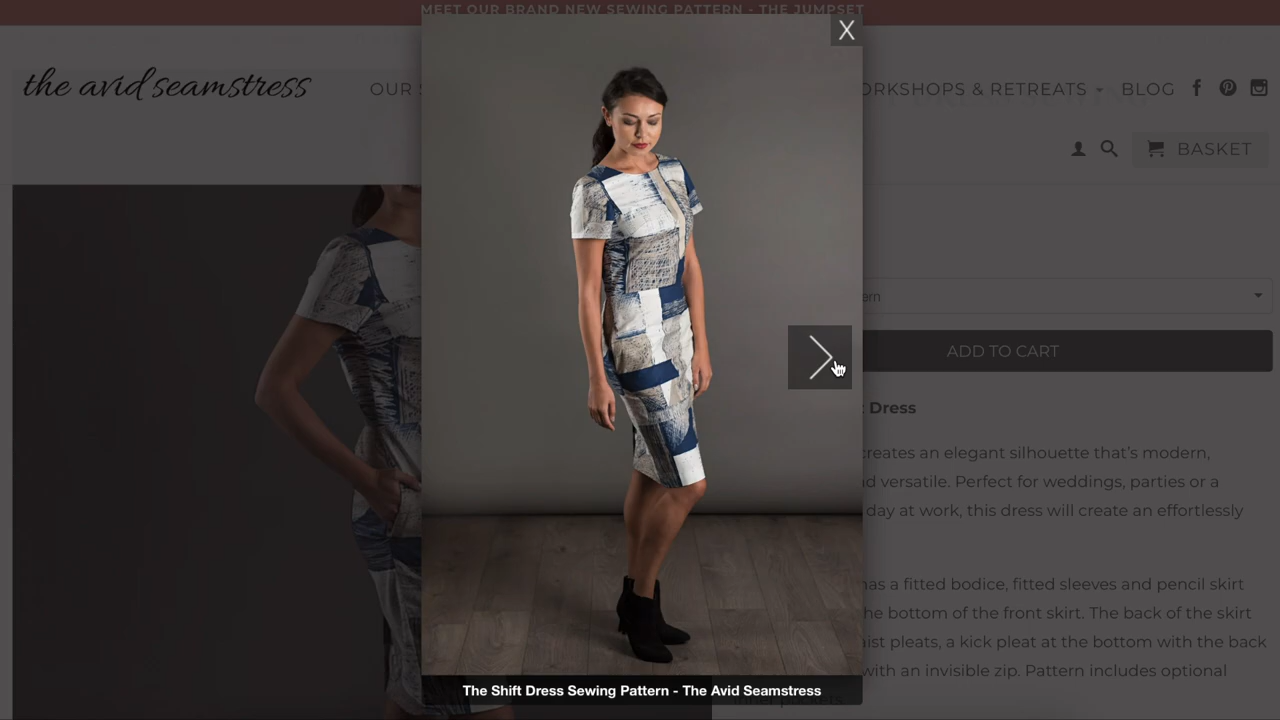 MEET OUR BRAND NEW SEWING PATTERN - THE JUMPSET
X
the avid seamstress
OUR S
ORKSHOPS & RETREATS
BLOG
BASKET
ern
ADD TO CART
Dress
creates an elegant silhouette that's modern,
d versatile. Perfect for weddings, parties or a
day at work, this dress will create an effortlessly
has a fitted bodice, fitted sleeves and pencil skirt
he bottom of the front skirt. The back of the skirt
aist pleats, a kick pleat at the bottom with the back
with an invisible zip. Pattern includes optional
The Shift Dress Sewing Pattern - The Avid Seamstress